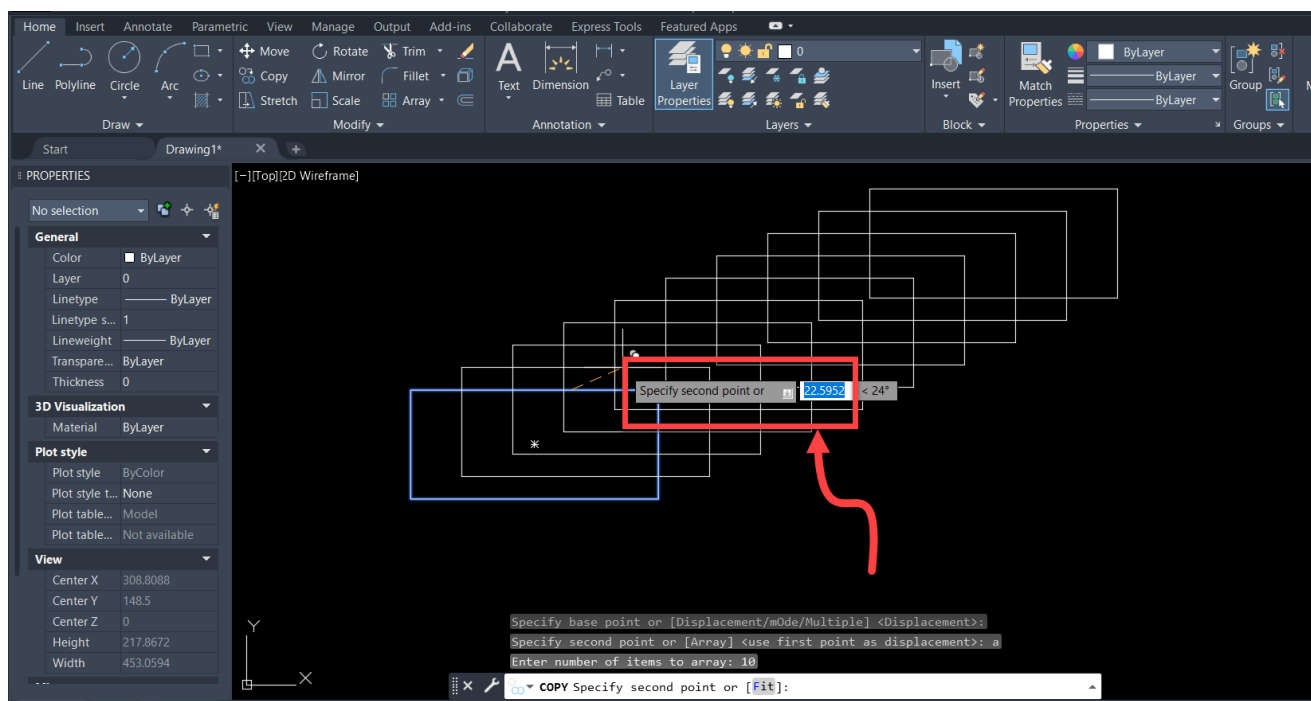 Home Insert Annotate Parametric View Manage Output Add-ins Collaborate Express Tools Featured Apps
Line Polyline Circle Arc
Draw
Move Rotate Trim
Copy Mirror Fillet
Stretch Scale Array
Modify
Text Dimension
Table
Annotation
Layer
Properties
0
Layers
Insert
Block
Match
Properties
ByLayer
ByLayer
ByLayer
Properties
Group
Groups
Start Drawing1* × +
PROPERTIES
[−][Top][2D Wireframe]
No selection
General
Color ByLayer
Layer 0
Linetype ByLayer
Linetype s... 1
Lineweight ByLayer
Transpare... ByLayer
Thickness 0
3D Visualization
Material ByLayer
Plot style
Plot style ByColor
Plot style t... None
Plot table... Model
Plot table... Not available
View
Center X 308.8088
Center Y 148.5
Center Z 0
Height 217.8672
Width 453.0594
Specify second point or 22.5952 < 24°
Y
X
Specify base point or [Displacement/mOde/Multiple] <Displacement>:
Specify second point or [Array] <use first point as displacement>: a
Enter number of items to array: 10
COPY Specify second point or [Fit]: